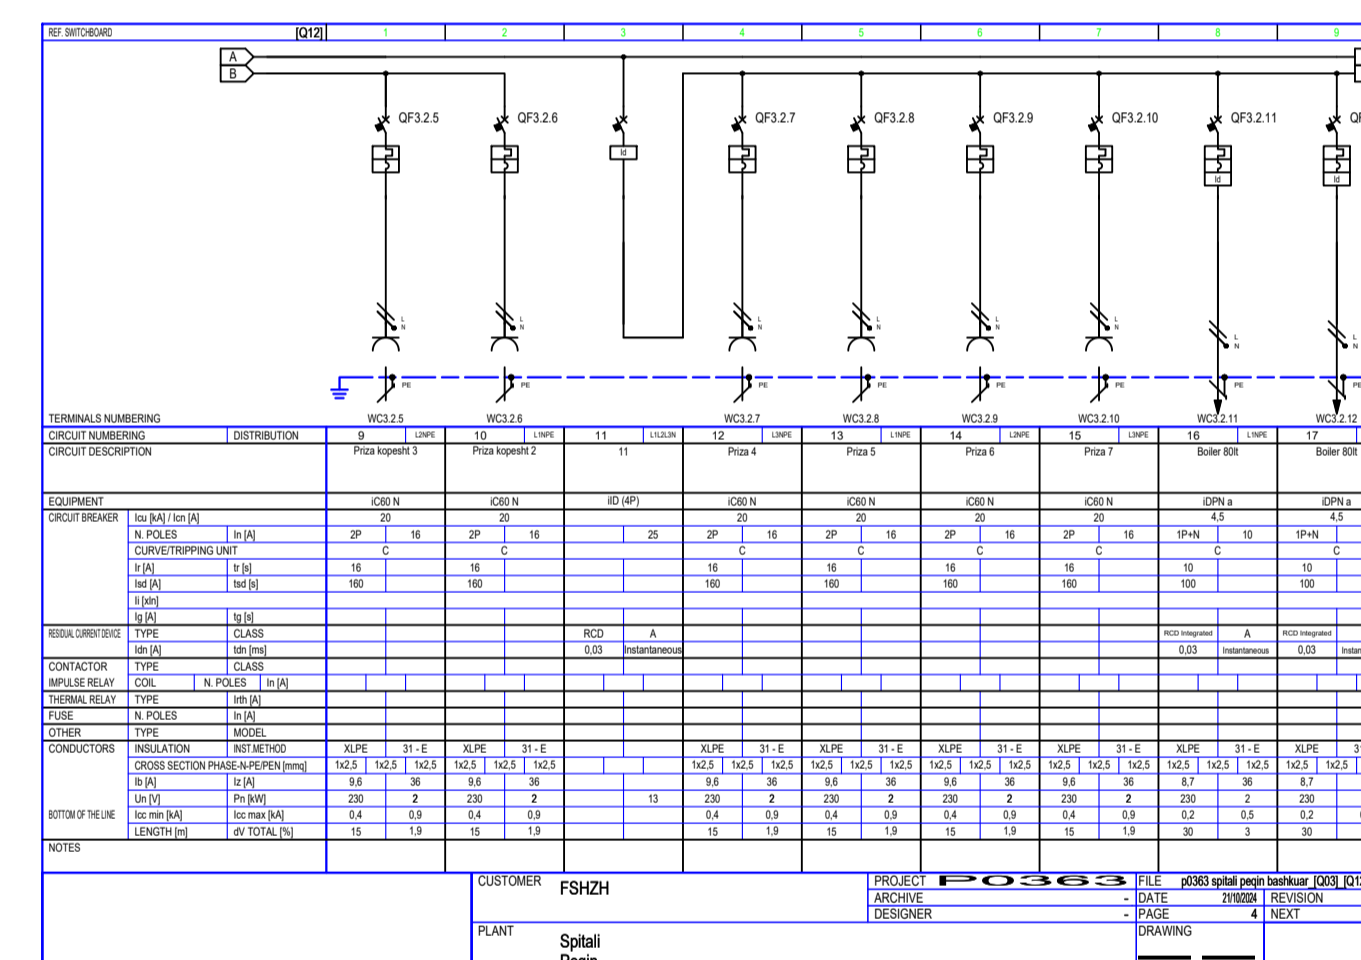 REF. SWITCHBOARD [Q12] 1 2 3 4 5 6 7 8 9
A
B
QF3.2.5 QF3.2.6 QF3.2.7 QF3.2.8 QF3.2.9 QF3.2.10 QF3.2.11
Id Id Id
L L L L L L L L
N N N N N N N N
PE PE PE PE PE PE PE PE
TERMINALS NUMBERING WC3.2.5 WC3.2.6 WC3.2.7 WC3.2.8 WC3.2.9 WC3.2.10 WC3.2.11 WC3.2.12
CIRCUIT NUMBERING DISTRIBUTION 9 L2NPE 10 L1NPE 11 L1L2L3N 12 L3NPE 13 L1NPE 14 L2NPE 15 L3NPE 16 L1NPE 17
CIRCUIT DESCRIPTION Priza kopesht 3 Priza kopesht 2 11 Priza 4 Priza 5 Priza 6 Priza 7 Boiler 80lt Boiler 80lt
EQUIPMENT iC60 N iC60 N iID (4P) iC60 N iC60 N iC60 N iC60 N iDPN a iDPN a
CIRCUIT BREAKER Icu [kA] / Icn [A] 20 20 20 20 20 20 4,5 4,5
N. POLES In [A] 2P 16 2P 16 25 2P 16 2P 16 2P 16 2P 16 1P+N 10 1P+N
CURVE/TRIPPING UNIT C C C C C C C C
Ir [A] tr [s] 16 16 16 16 16 16 10 10
Isd [A] tsd [s] 160 160 160 160 160 160 100 100
Ii [xIn]
Ig [A] tg [s]
RESIDUAL CURRENT DEVICE TYPE CLASS RCD A RCD Integrated A RCD Integrated
Idn [A] tdn [ms] 0,03 Instantaneous 0,03 Instantaneous 0,03
CONTACTOR TYPE CLASS
IMPULSE RELAY COIL N. POLES In [A]
THERMAL RELAY TYPE Irth [A]
FUSE N. POLES In [A]
OTHER TYPE MODEL
CONDUCTORS INSULATION INST.METHOD XLPE 31 - E XLPE 31 - E XLPE 31 - E XLPE 31 - E XLPE 31 - E XLPE 31 - E XLPE 31 - E XLPE
CROSS SECTION PHASE-N-PE/PEN [mmq] 1x2,5 1x2,5 1x2,5 1x2,5 1x2,5 1x2,5 1x2,5 1x2,5 1x2,5 1x2,5 1x2,5 1x2,5 1x2,5 1x2,5 1x2,5 1x2,5 1x2,5 1x2,5 1x2,5 1x2,5 1x2,5 1x2,5 1x2,5
Ib [A] Iz [A] 9,6 36 9,6 36 9,6 36 9,6 36 9,6 36 9,6 36 8,7 36 8,7
Un [V] Pn [kW] 230 2 230 2 13 230 2 230 2 230 2 230 2 230 2 230
BOTTOM OF THE LINE Icc min [kA] Icc max [kA] 0,4 0,9 0,4 0,9 0,4 0,9 0,4 0,9 0,4 0,9 0,4 0,9 0,2 0,5 0,2
LENGTH [m] dV TOTAL [%] 15 1,9 15 1,9 15 1,9 15 1,9 15 1,9 15 1,9 30 3 30
NOTES
CUSTOMER FSHZH
PROJECT P0363
ARCHIVE -
DESIGNER -
FILE p0363 spitali peqin bashkuar_[Q03]_[Q12
DATE 21/10/2024 REVISION
PAGE 4 NEXT
PLANT Spitali
DRAWING